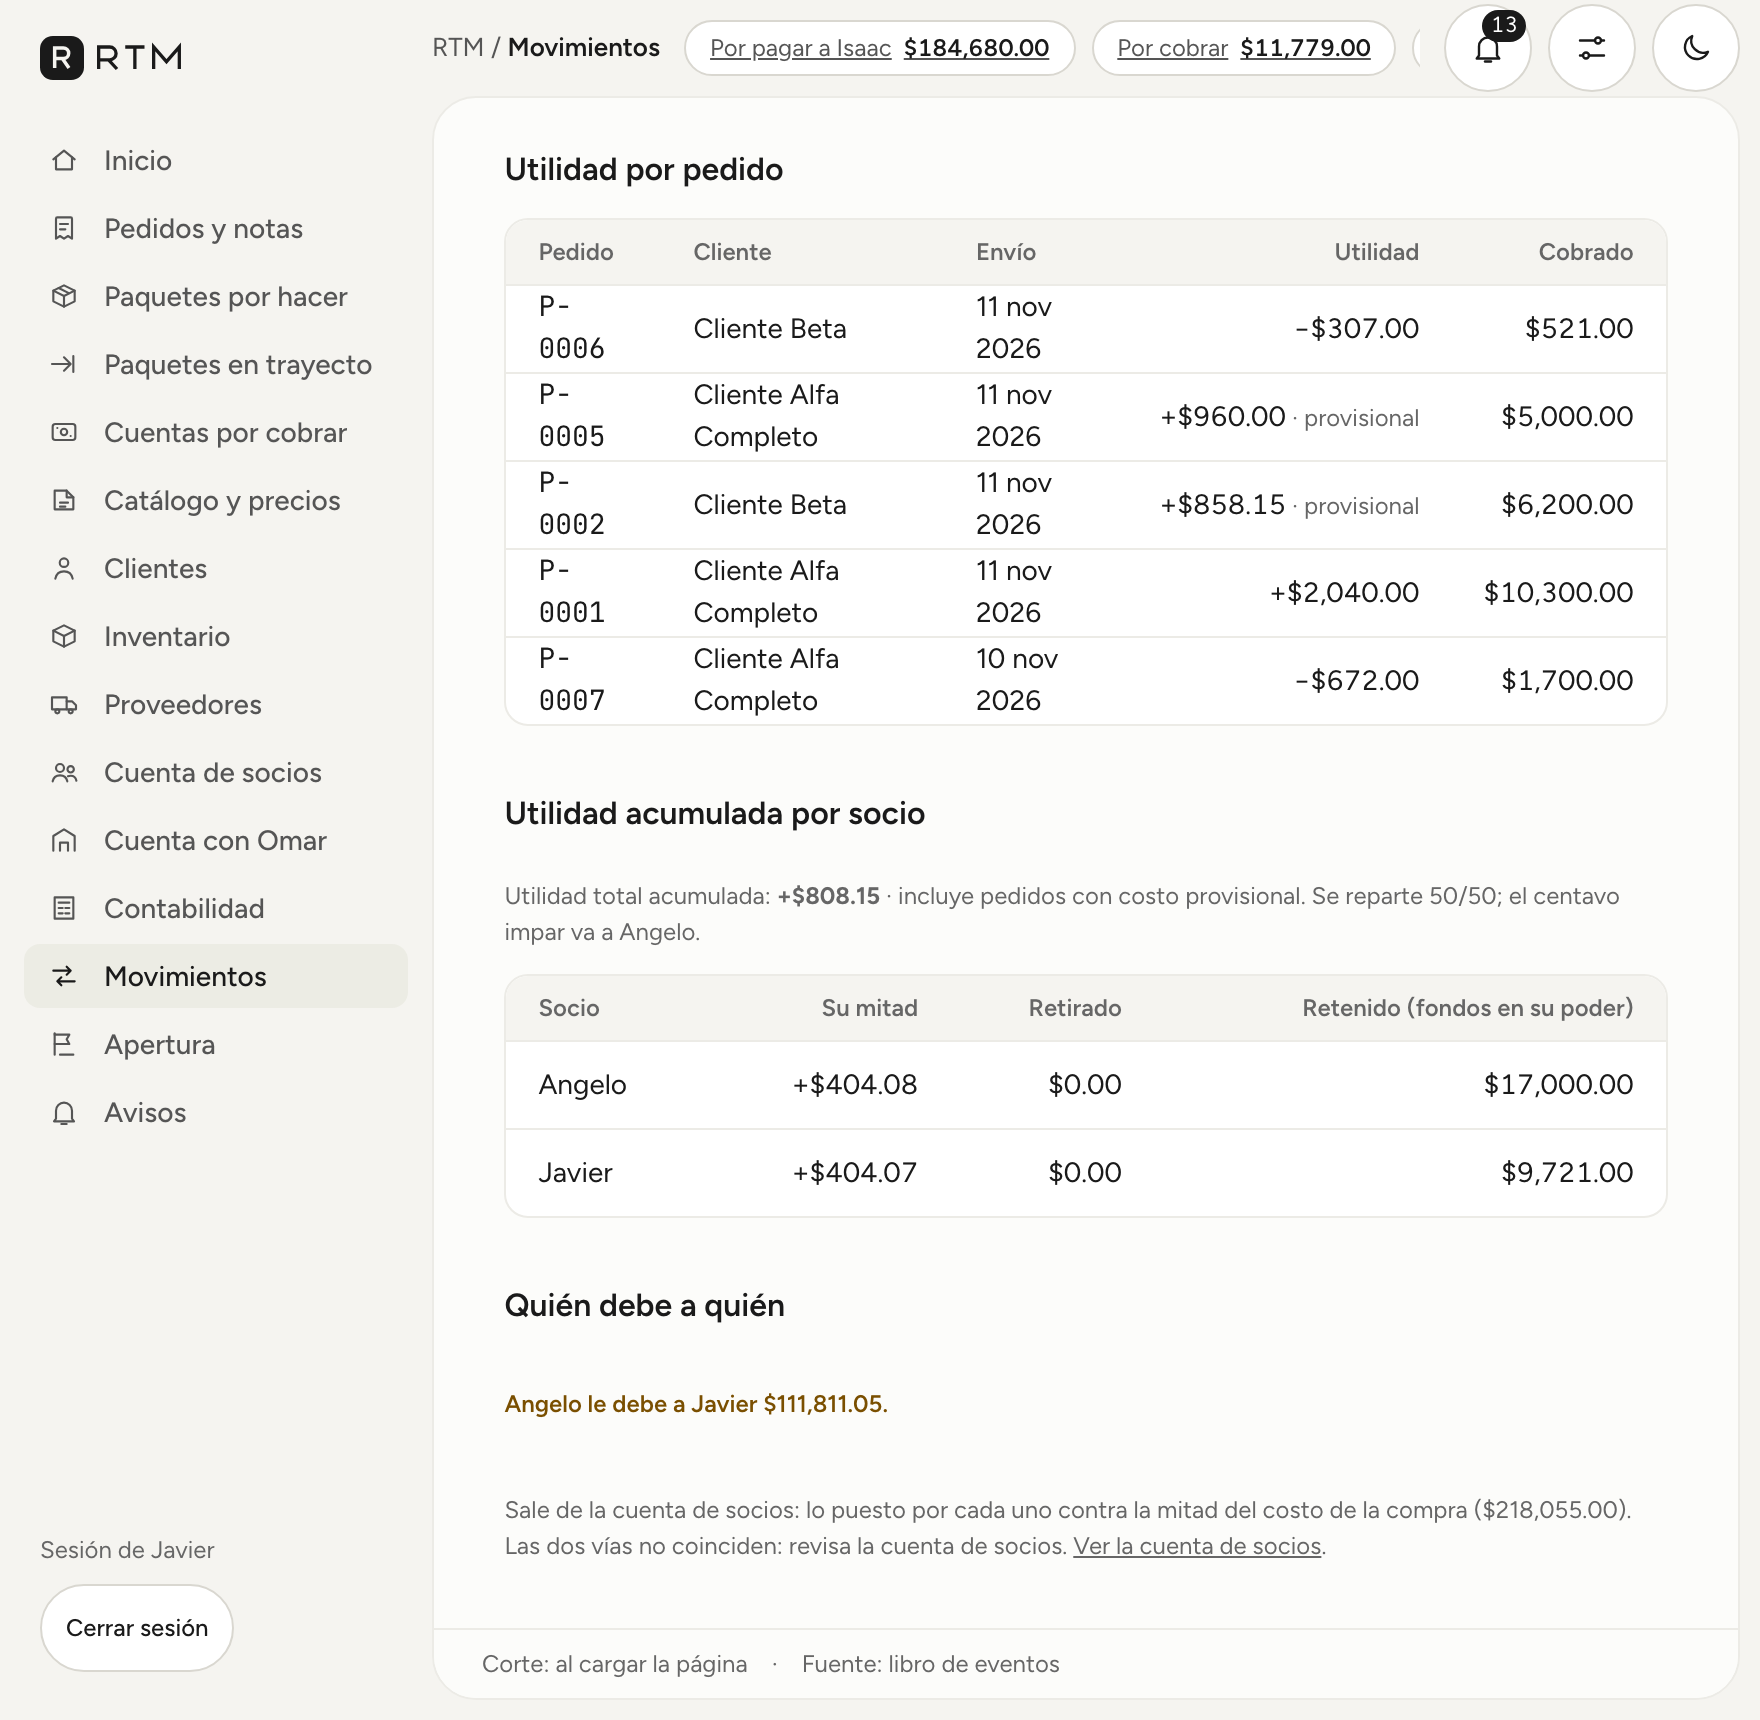 R RTM
RTM / Movimientos
Por pagar a Isaac $184,680.00
Por cobrar $11,779.00
13
Inicio
Pedidos y notas
Paquetes por hacer
Paquetes en trayecto
Cuentas por cobrar
Catálogo y precios
Clientes
Inventario
Proveedores
Cuenta de socios
Cuenta con Omar
Contabilidad
Movimientos
Apertura
Avisos
Sesión de Javier
Cerrar sesión
Utilidad por pedido
Pedido Cliente Envío Utilidad Cobrado
P-0006 Cliente Beta 11 nov 2026 −$307.00 $521.00
P-0005 Cliente Alfa Completo 11 nov 2026 +$960.00 · provisional $5,000.00
P-0002 Cliente Beta 11 nov 2026 +$858.15 · provisional $6,200.00
P-0001 Cliente Alfa Completo 11 nov 2026 +$2,040.00 $10,300.00
P-0007 Cliente Alfa Completo 10 nov 2026 −$672.00 $1,700.00
Utilidad acumulada por socio
Utilidad total acumulada: +$808.15 · incluye pedidos con costo provisional. Se reparte 50/50; el centavo
impar va a Angelo.
Socio Su mitad Retirado Retenido (fondos en su poder)
Angelo +$404.08 $0.00 $17,000.00
Javier +$404.07 $0.00 $9,721.00
Quién debe a quién
Angelo le debe a Javier $111,811.05.
Sale de la cuenta de socios: lo puesto por cada uno contra la mitad del costo de la compra ($218,055.00).
Las dos vías no coinciden: revisa la cuenta de socios. Ver la cuenta de socios.
Corte: al cargar la página · Fuente: libro de eventos